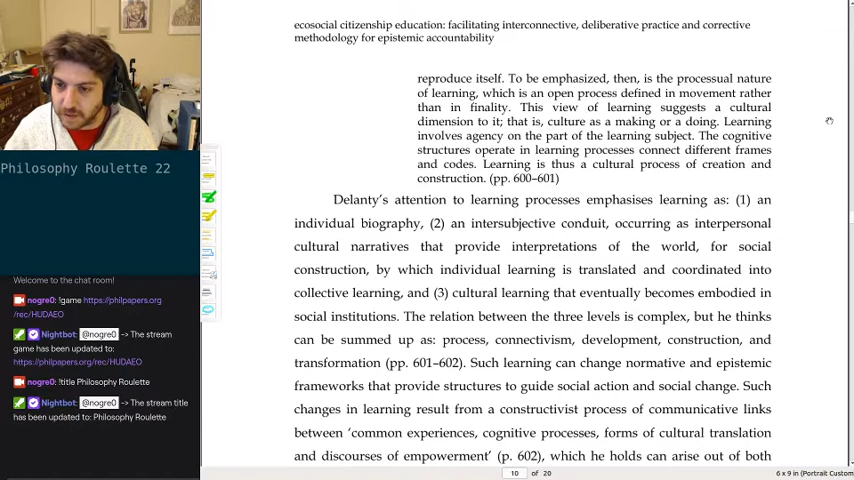 ecosocial citizenship education: facilitating interconnective, deliberative practice and corrective
methodology for epistemic accountability
reproduce itself. To be emphasized, then, is the processual nature
of learning, which is an open process defined in movement rather
than in finality. This view of learning suggests a cultural
dimension to it; that is, culture as a making or a doing. Learning
involves agency on the part of the learning subject. The cognitive
structures operate in learning processes connect different frames
and codes. Learning is thus a cultural process of creation and
construction. (pp. 600–601)
Delanty’s attention to learning processes emphasises learning as: (1) an
individual biography, (2) an intersubjective conduit, occurring as interpersonal
cultural narratives that provide interpretations of the world, for social
construction, by which individual learning is translated and coordinated into
collective learning, and (3) cultural learning that eventually becomes embodied in
social institutions. The relation between the three levels is complex, but he thinks
can be summed up as: process, connectivism, development, construction, and
transformation (pp. 601–602). Such learning can change normative and epistemic
frameworks that provide structures to guide social action and social change. Such
changes in learning result from a constructivist process of communicative links
between ‘common experiences, cognitive processes, forms of cultural translation
and discourses of empowerment’ (p. 602), which he holds can arise out of both
10 of 20
6 x 9 in (Portrait Custom
Philosophy Roulette 22
Welcome to the chat room!
nogre0: !game https://philpapers.org
/rec/HUDAEO
Nightbot: @nogre0 -> The stream
game has been updated to:
https://philpapers.org/rec/HUDAEO
nogre0: !title Philosophy Roulette
Nightbot: @nogre0 -> The stream title
has been updated to: Philosophy Roulette